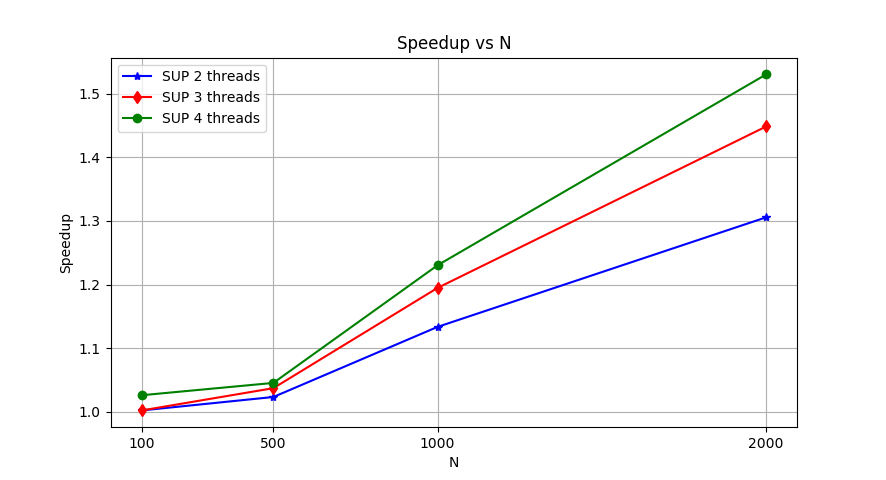 Speedup vs N
SUP 2 threads
SUP 3 threads
SUP 4 threads
1.5
1.4
1.3
1.2
1.1
1.0
Speedup
100 500 1000 2000
N